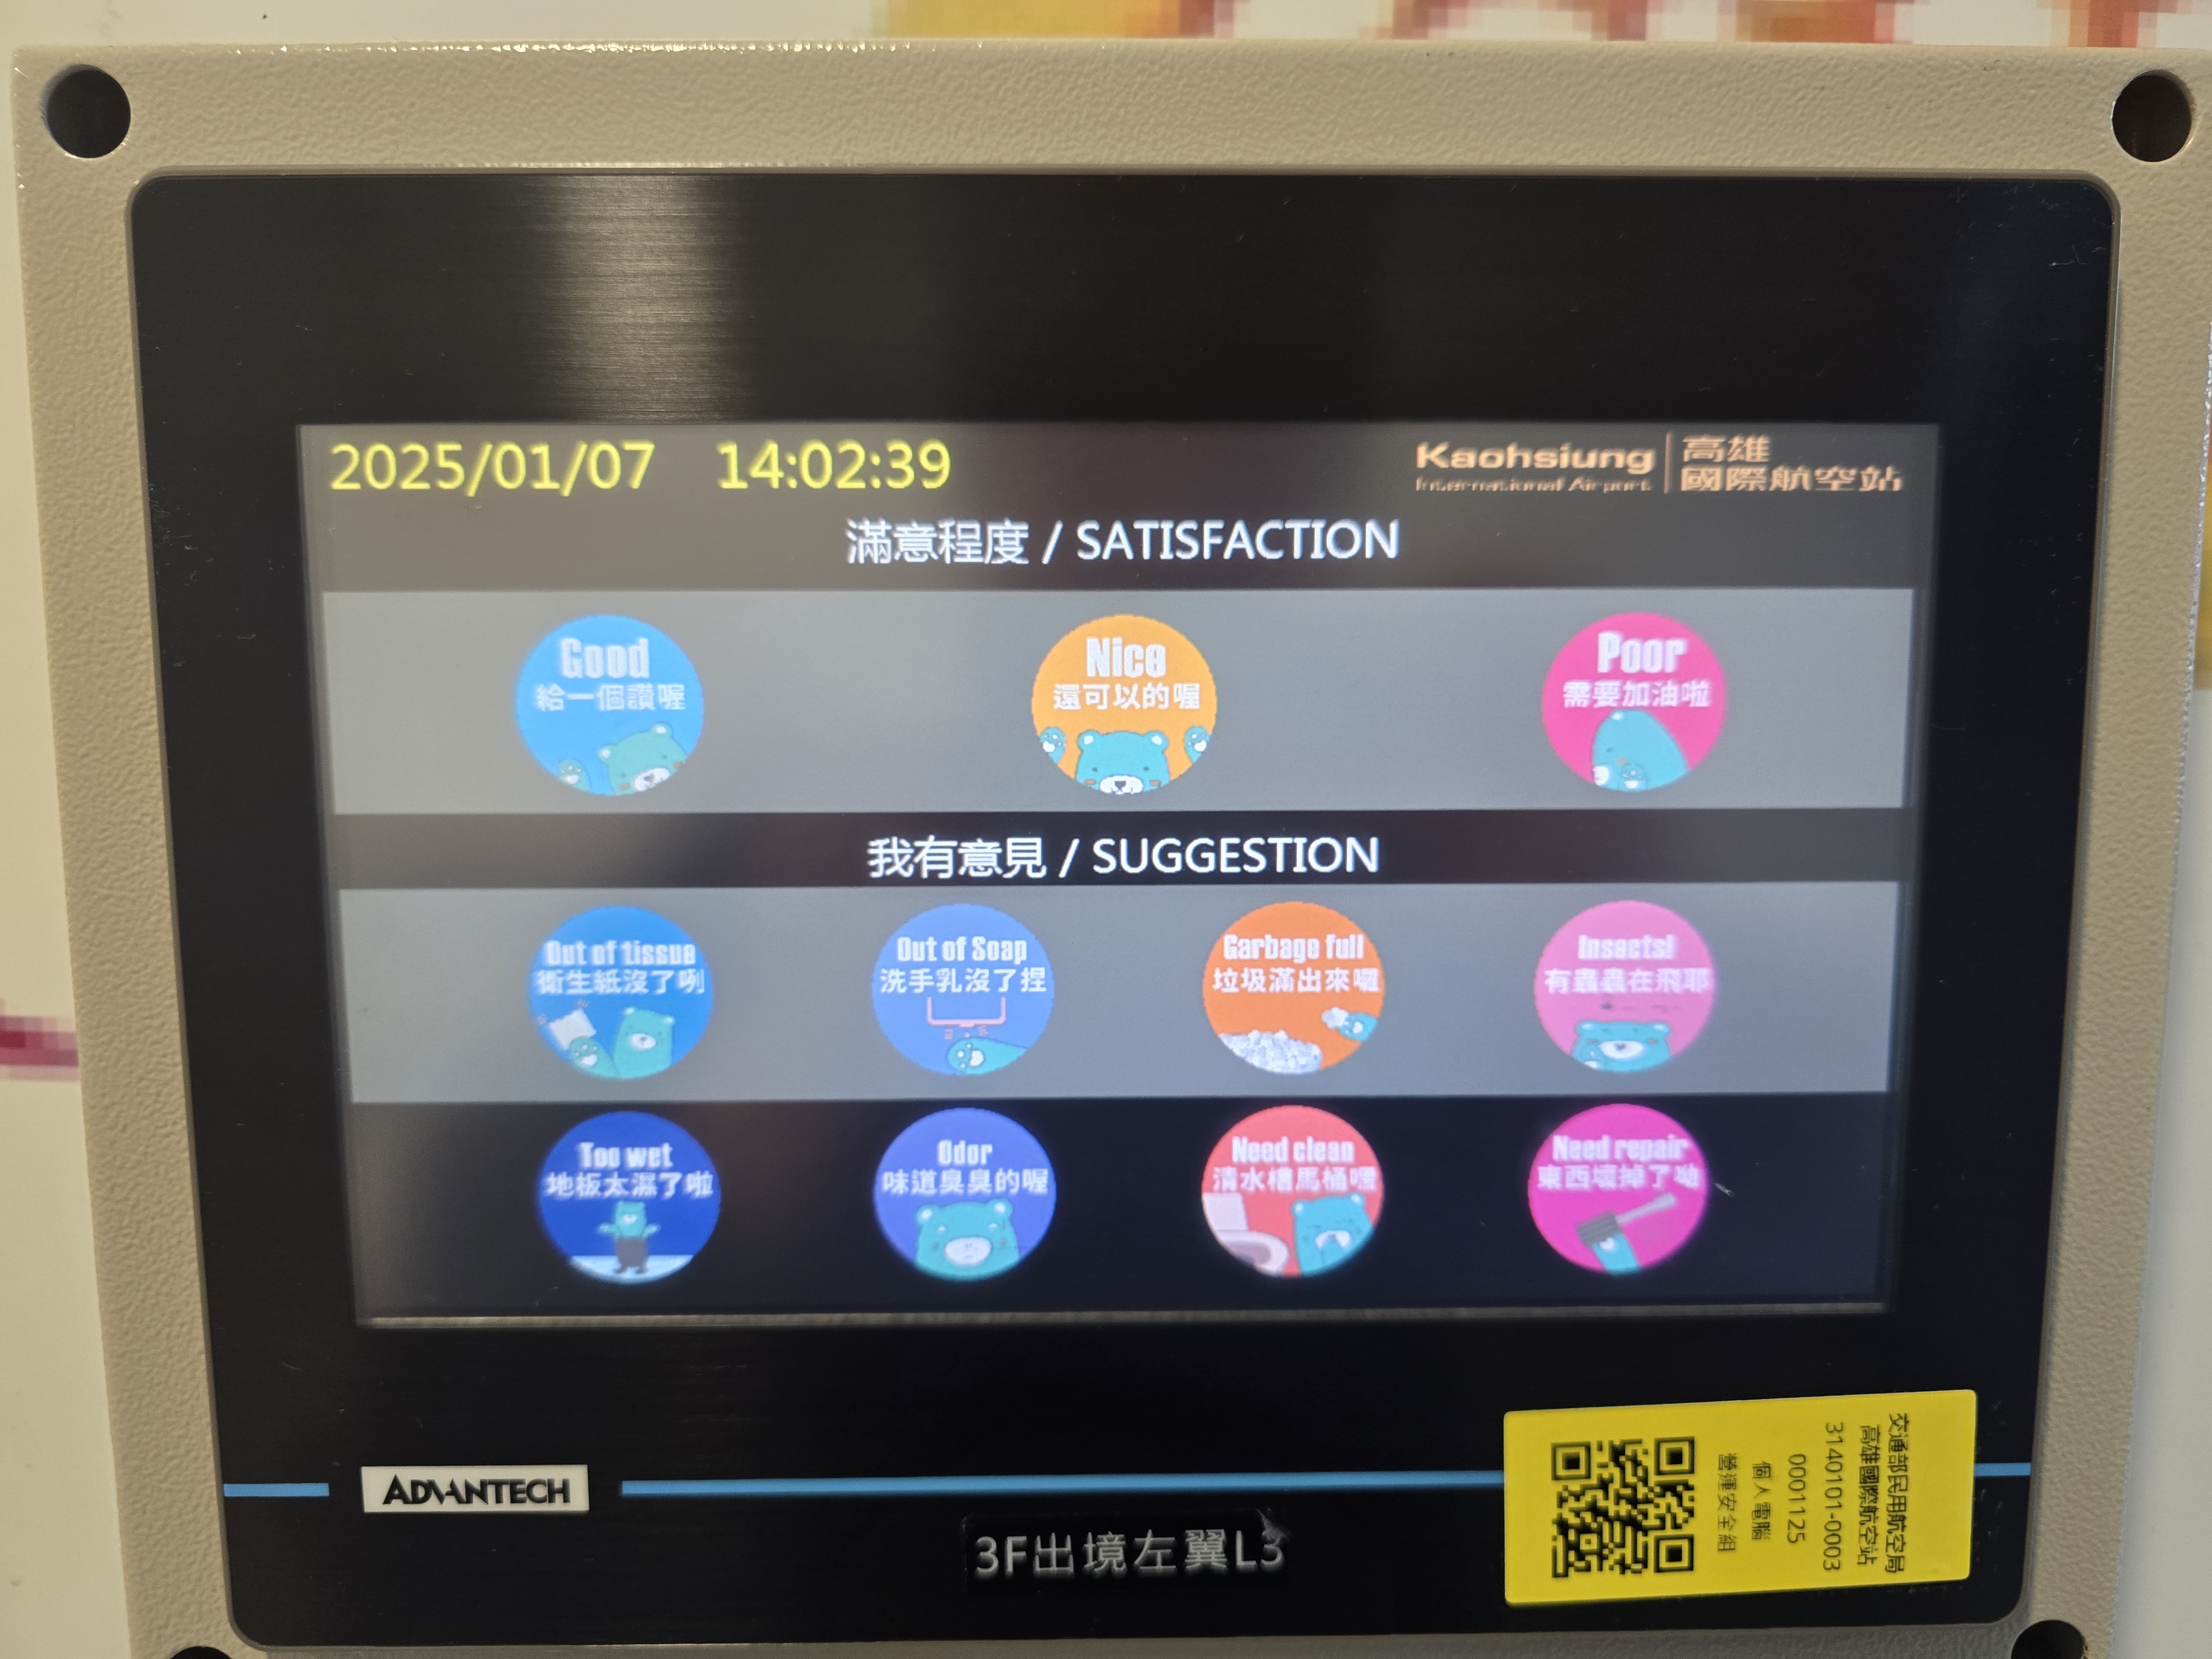 2025/01/07 14:02:39
Kaohsiung
International Airport
高雄
國際航空站
滿意程度 / SATISFACTION
Good
給一個讚喔
Nice
還可以的喔
Poor
需要加油啦
我有意見 / SUGGESTION
Out of tissue
衛生紙沒了咧
Out of Soap
洗手乳沒了捏
Garbage full
垃圾滿出來囉
Insects!
有蟲蟲在飛耶
Too wet
地板太濕了啦
Odor
味道臭臭的喔
Need clean
清水槽馬桶嘿
Need repair
東西壞掉了呦
ADVANTECH
3F出境左翼L3
交通部民用航空局
高雄國際航空站
3140101-0003
0001125
個人電腦
營運安全組